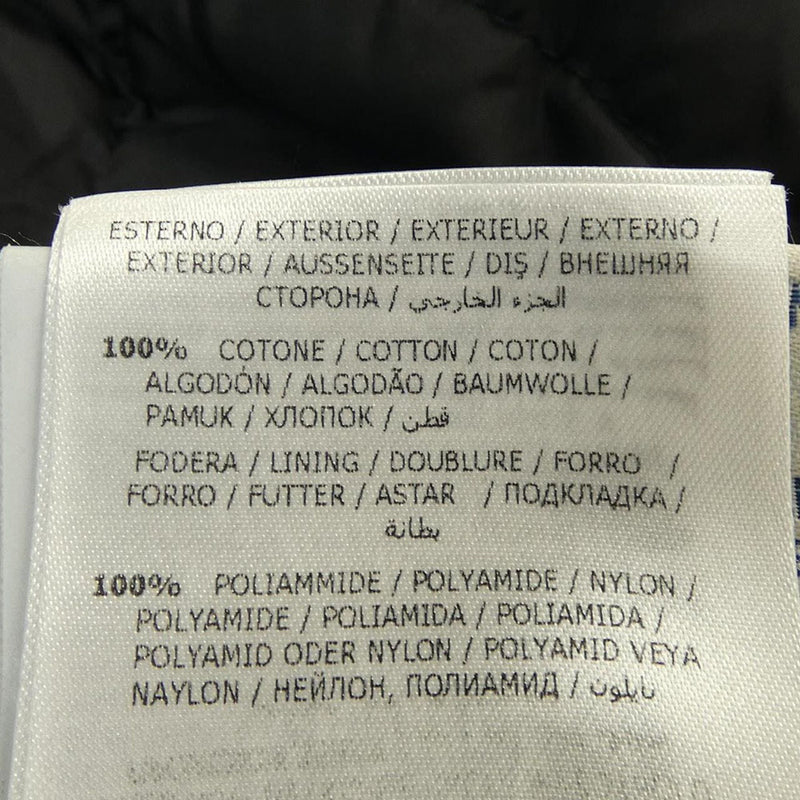 ESTERNO / EXTERIOR / EXTERIEUR / EXTERNO /
EXTERIOR / AUSSENSEITE / DIŞ / ВНЕШНЯЯ
СТОРОНА / الجزء الخارجي
100% COTONE / COTTON / COTON /
ALGODÓN / ALGODÃO / BAUMWOLLE /
PAMUK / ХЛОПОК / قطن
FODERA / LINING / DOUBLURE / FORRO /
FORRO / FUTTER / ASTAR / ПОДКЛАДКА /
بطانة
100% POLIAMMIDE / POLYAMIDE / NYLON /
POLYAMIDE / POLIAMIDA / POLIAMIDA /
POLYAMID ODER NYLON / POLYAMID VEYA
NAYLON / НЕЙЛОН, ПОЛИАМИД / نايلون